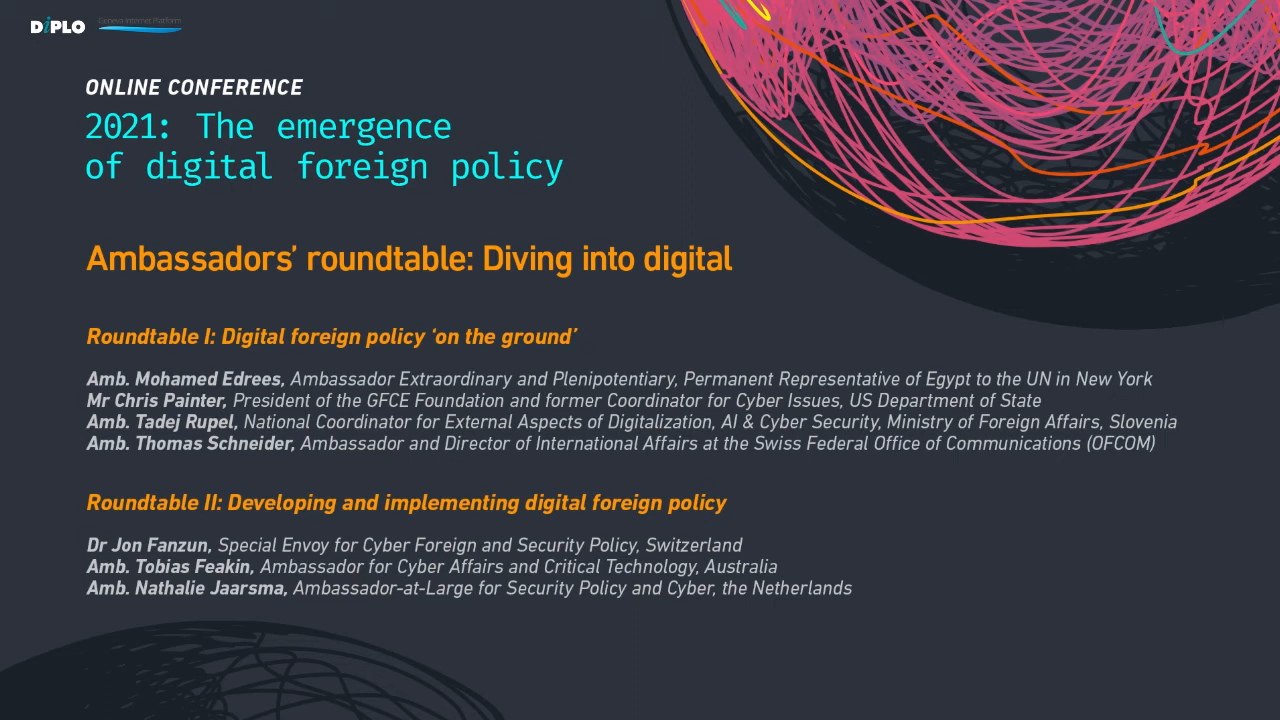 DiPLO
Geneva Internet Platform
ONLINE CONFERENCE
2021: The emergence
of digital foreign policy
Ambassadors’ roundtable: Diving into digital
Roundtable I: Digital foreign policy ‘on the ground’
Amb. Mohamed Edrees, Ambassador Extraordinary and Plenipotentiary, Permanent Representative of Egypt to the UN in New York
Mr Chris Painter, President of the GFCE Foundation and former Coordinator for Cyber Issues, US Department of State
Amb. Tadej Rupel, National Coordinator for External Aspects of Digitalization, AI & Cyber Security, Ministry of Foreign Affairs, Slovenia
Amb. Thomas Schneider, Ambassador and Director of International Affairs at the Swiss Federal Office of Communications (OFCOM)
Roundtable II: Developing and implementing digital foreign policy
Dr Jon Fanzun, Special Envoy for Cyber Foreign and Security Policy, Switzerland
Amb. Tobias Feakin, Ambassador for Cyber Affairs and Critical Technology, Australia
Amb. Nathalie Jaarsma, Ambassador-at-Large for Security Policy and Cyber, the Netherlands